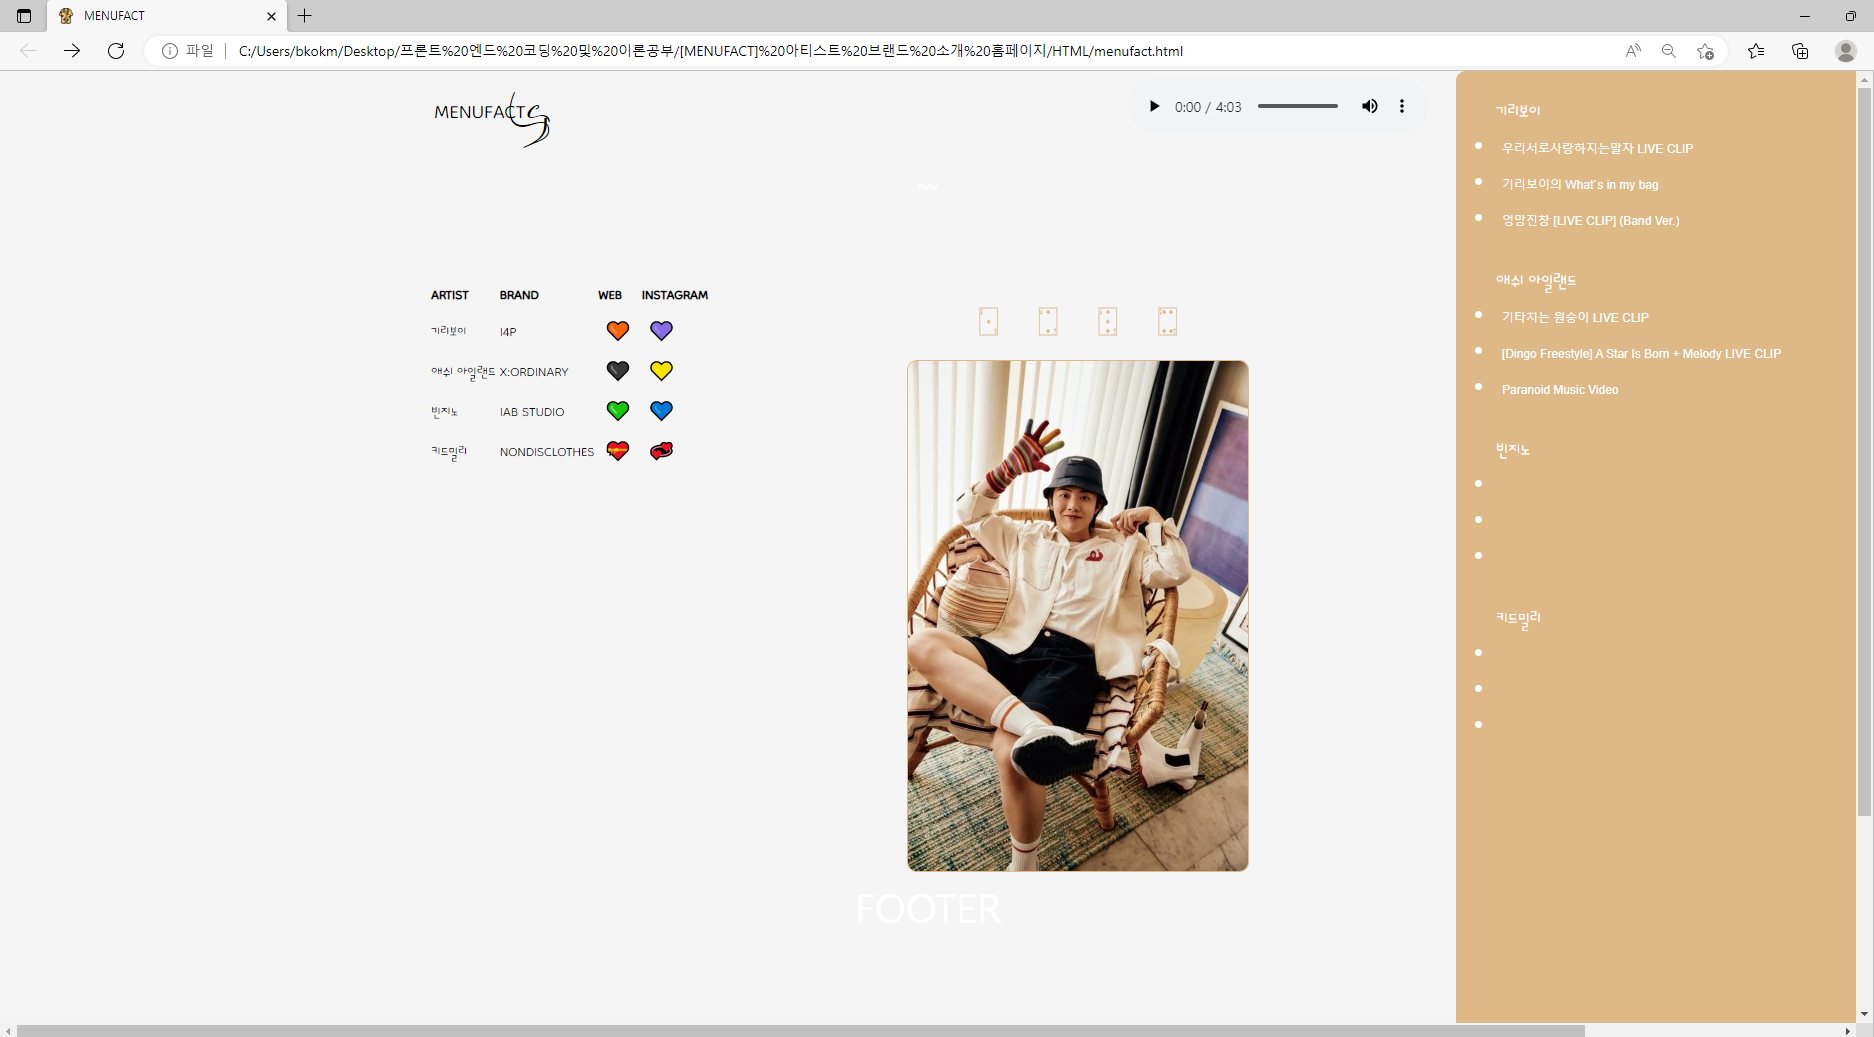 MENUFACT
파일
C:/Users/bkokm/Desktop/프론트%20엔드%20코딩%20및%20이론공부/[MENUFACT]%20아티스트%20브랜드%20소개%20홈페이지/HTML/menufact.html
MENUFACT
0:00 / 4:03
NAV
ARTIST BRAND WEB INSTAGRAM
기리보이 I4P
애쉬 아일랜드 X:ORDINARY
빈지노 IAB STUDIO
키드밀리 NONDISCLOTHES
FOOTER
기리보이
우리서로사랑하지는말자 LIVE CLIP
기리보이의 What`s in my bag
엉망진창 [LIVE CLIP] (Band Ver.)
애쉬 아일랜드
기타치는 원숭이 LIVE CLIP
[Dingo Freestyle] A Star Is Born + Melody LIVE CLIP
Paranoid Music Video
빈지노
키드밀리